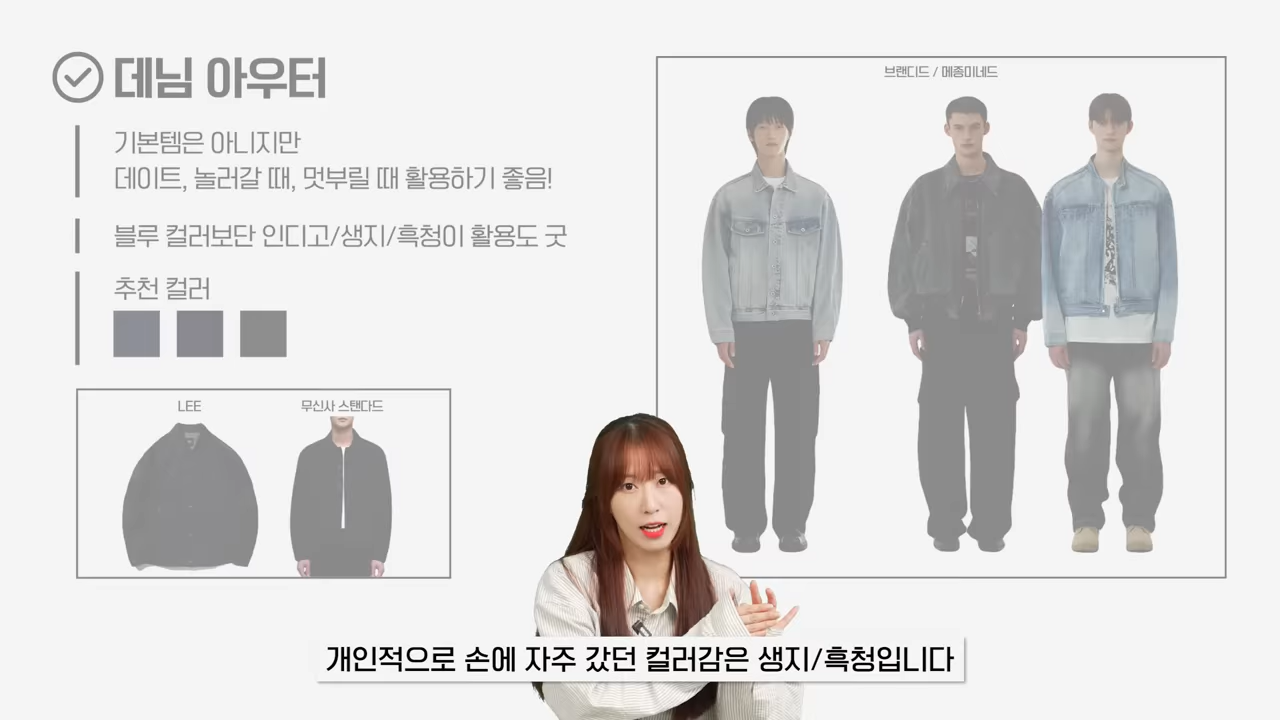 데님 아우터
기본템은 아니지만
데이트, 놀러갈 때, 멋부릴 때 활용하기 좋음!
블루 컬러보단 인디고/생지/흑청이 활용도 굿
추천 컬러
LEE
무신사 스탠다드
브랜디드 / 메종미네드
개인적으로 손에 자주 갔던 컬러감은 생지/흑청입니다